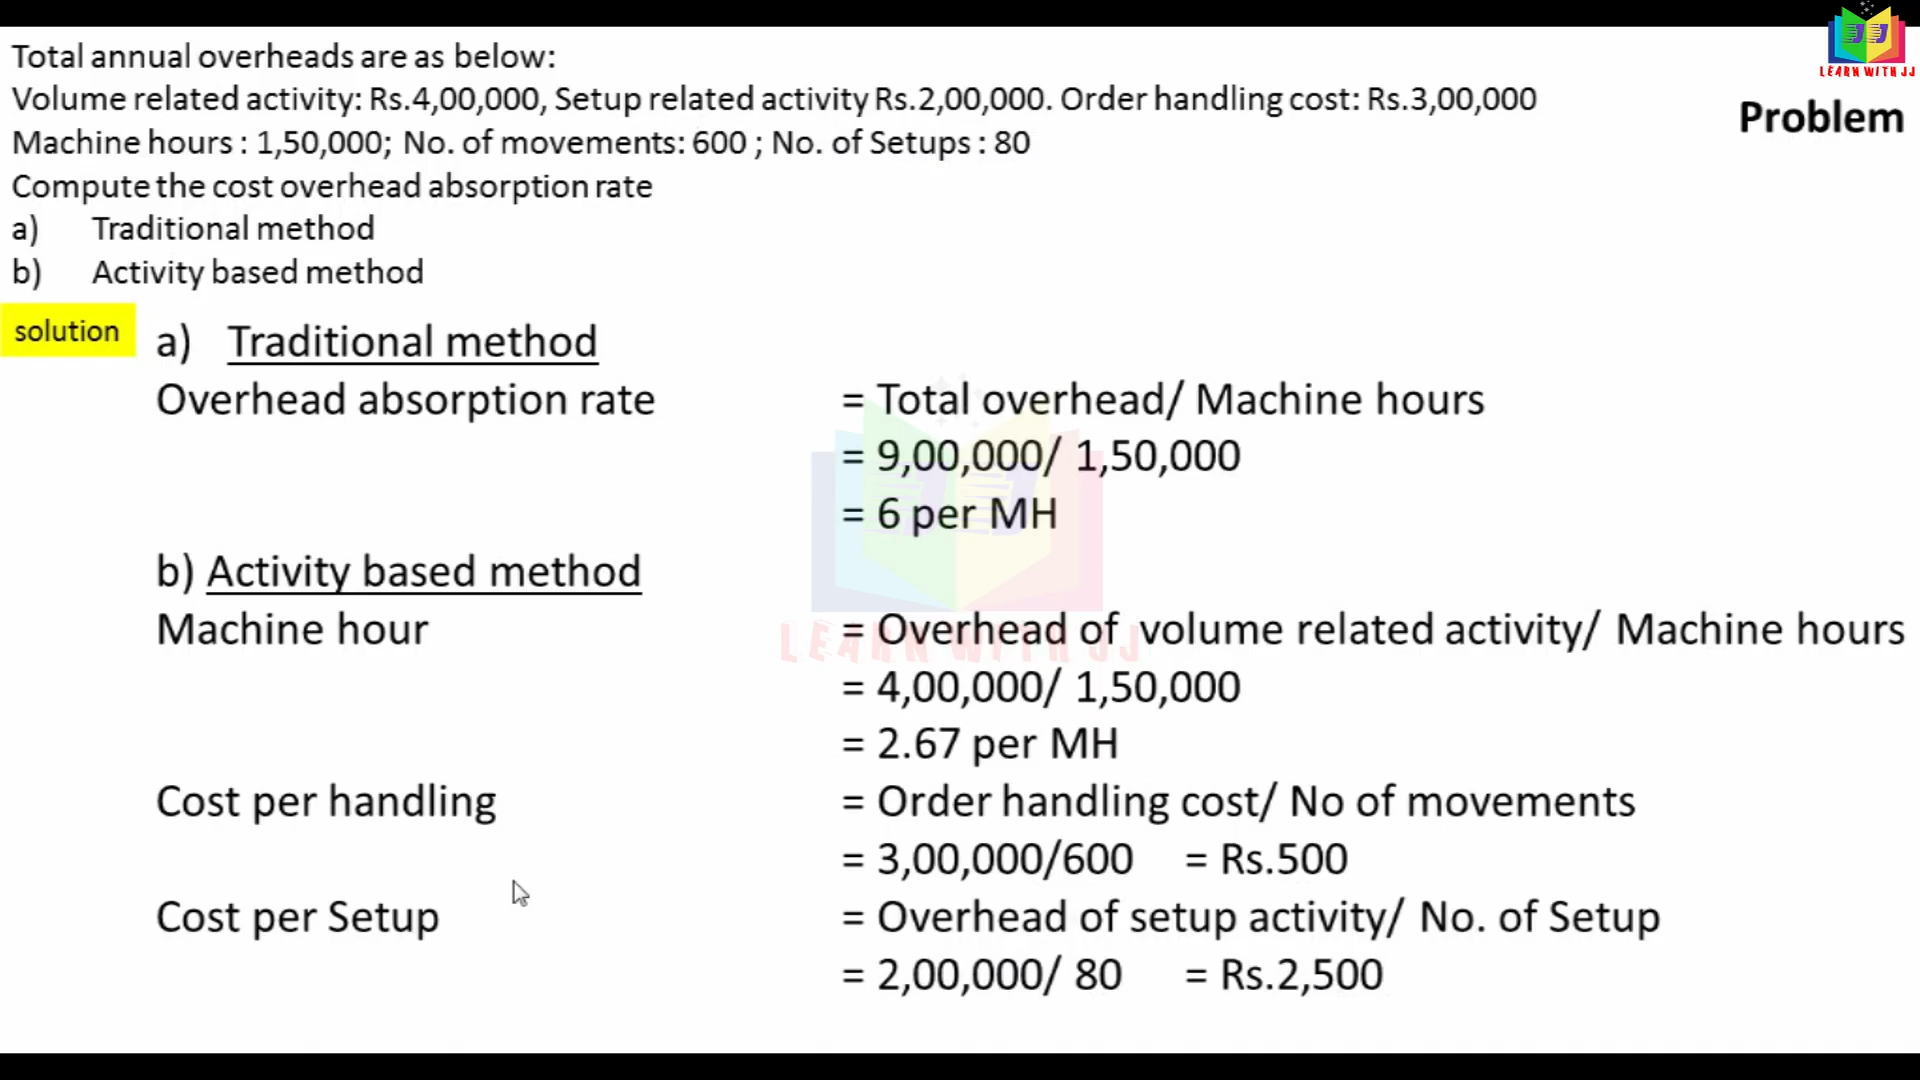 LEARN WITH JJ
Total annual overheads are as below:
Volume related activity: Rs.4,00,000, Setup related activity Rs.2,00,000. Order handling cost: Rs.3,00,000
Problem
Machine hours : 1,50,000; No. of movements: 600 ; No. of Setups : 80
Compute the cost overhead absorption rate
a) Traditional method
b) Activity based method
solution
a) Traditional method
Overhead absorption rate = Total overhead/ Machine hours
= 9,00,000/ 1,50,000
= 6 per MH
b) Activity based method
Machine hour = Overhead of volume related activity/ Machine hours
LEARN WITH JJ
= 4,00,000/ 1,50,000
= 2.67 per MH
Cost per handling = Order handling cost/ No of movements
= 3,00,000/600 = Rs.500
Cost per Setup = Overhead of setup activity/ No. of Setup
= 2,00,000/ 80 = Rs.2,500